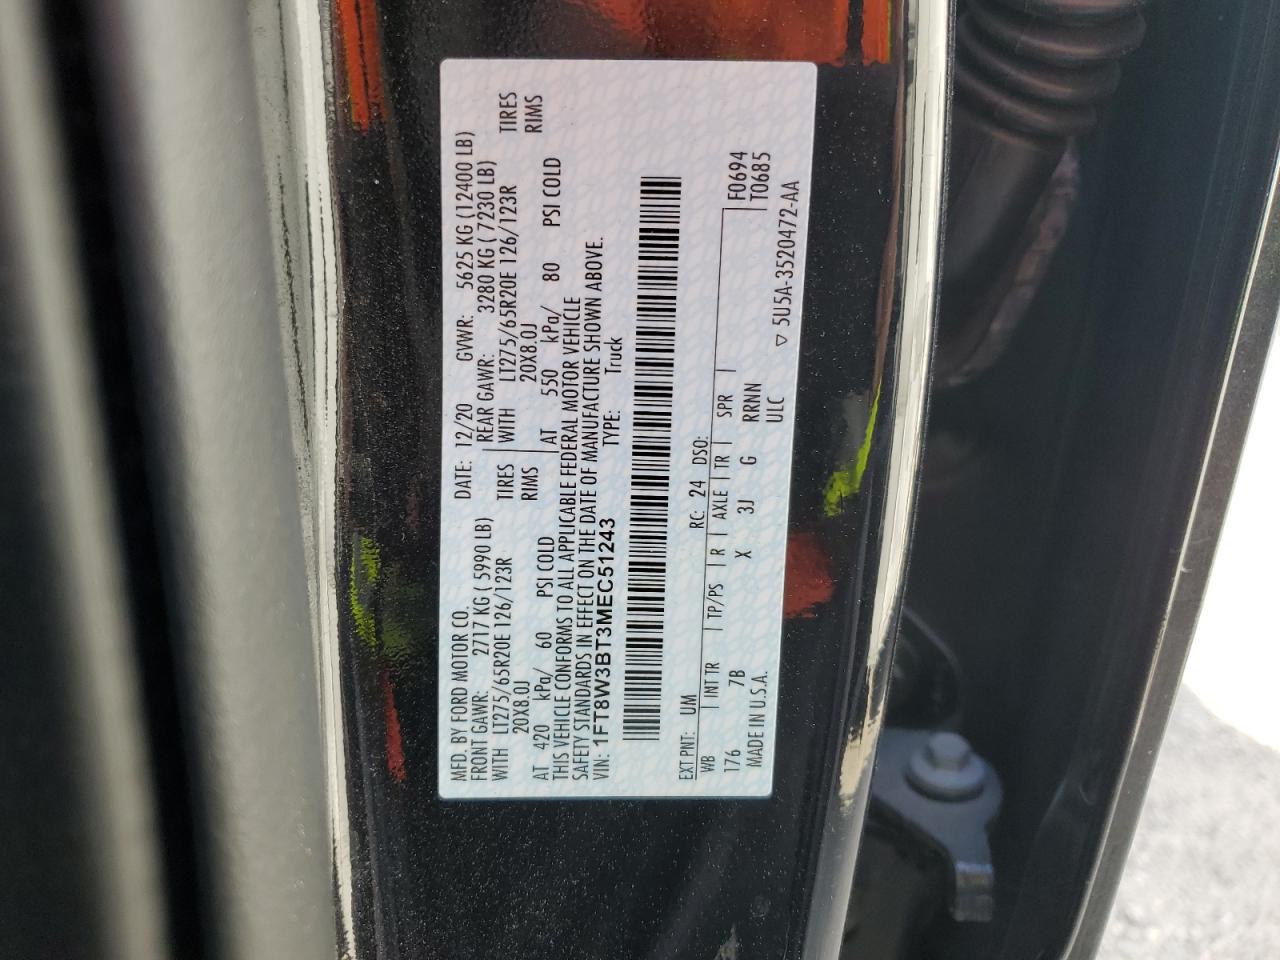 MFD. BY FORD MOTOR CO.
DATE: 12/20 GVWR: 5625 KG (12400 LB)
FRONT GAWR: 2717 KG ( 5990 LB)
REAR GAWR: 3280 KG ( 7230 LB)
WITH LT275/65R20E 126/123R TIRES
WITH LT275/65R20E 126/123R TIRES
20X8.0J RIMS
20X8.0J RIMS
AT 420 kPa/ 60 PSI COLD
AT 550 kPa/ 80 PSI COLD
THIS VEHICLE CONFORMS TO ALL APPLICABLE FEDERAL MOTOR VEHICLE
SAFETY STANDARDS IN EFFECT ON THE DATE OF MANUFACTURE SHOWN ABOVE.
VIN: 1FT8W3BT3MEC51243 TYPE: Truck
EXT PNT: UM RC: 24 DSO: F0694
WB INT TR TP/PS R AXLE TR SPR T0685
176 7B X 3J G RRNN
MADE IN U.S.A. ULC
▽ 5U5A-3520472-AA